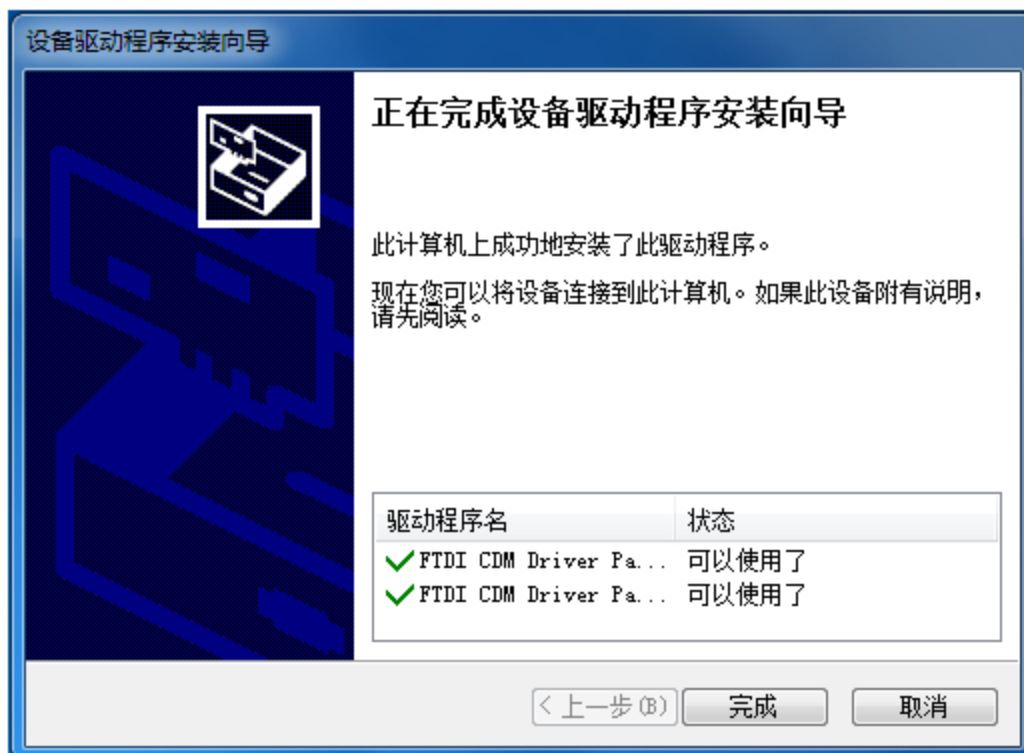 设备驱动程序安装向导
正在完成设备驱动程序安装向导
此计算机上成功地安装了此驱动程序。
现在您可以将设备连接到此计算机。如果此设备附有说明，
请先阅读。
驱动程序名 状态
FTDI CDM Driver Pa... 可以使用了
FTDI CDM Driver Pa... 可以使用了
< 上一步(B) 完成 取消